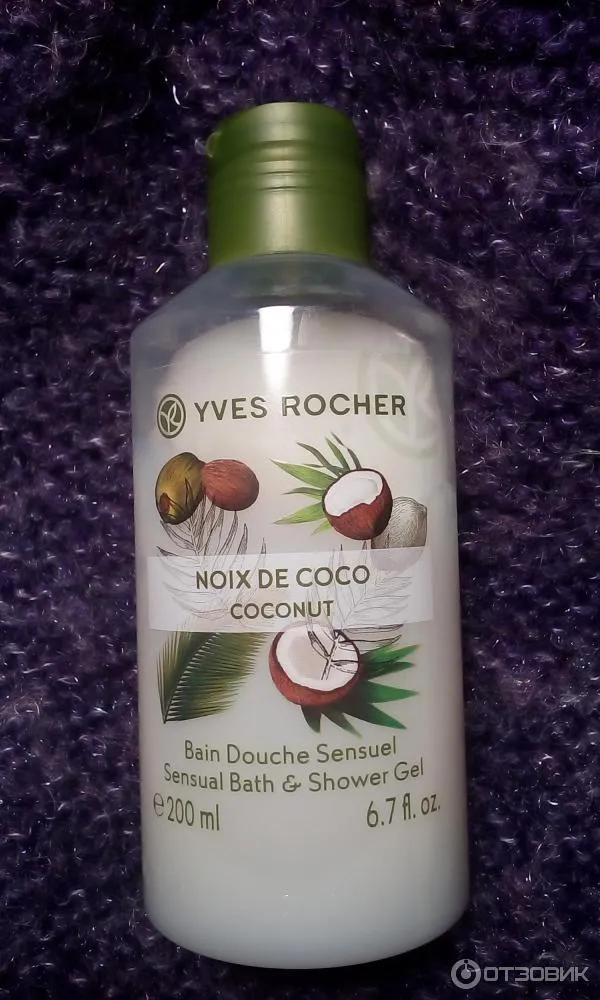 YVES ROCHER
NOIX DE COCO
COCONUT
Bain Douche Sensuel
Sensual Bath & Shower Gel
℮ 200 ml 6.7 fl. oz.
ОТЗОВИК